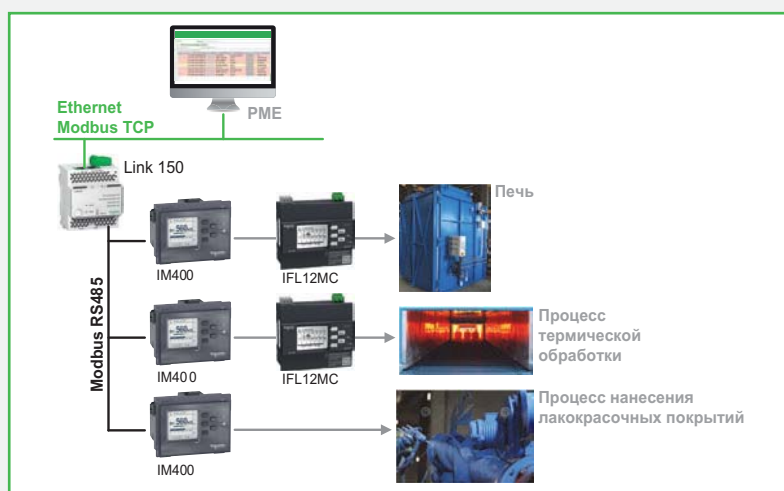 Ethernet
Modbus TCP
PME
Link 150
Печь
IM400
IFL12MC
Modbus RS485
Процесс
термической
обработки
IM400
IFL12MC
Процесс нанесения
лакокрасочных покрытий
IM400